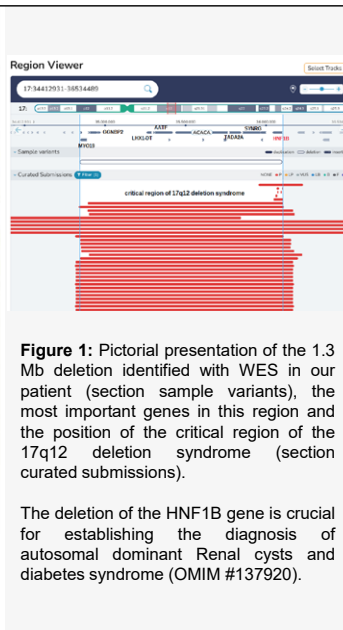 Region Viewer
Select Tracks
17:34412931-36534489
17:
GGNBP2
AATF
SYNRG
LHX1-DT
ACACA
TADA2A
HNF1B
MYO19
Sample variants
Curated Submissions
critical region of 17q12 deletion syndrome
Figure 1: Pictorial presentation of the 1.3
Mb deletion identified with WES in our
patient (section sample variants), the
most important genes in this region and
the position of the critical region of the
17q12 deletion syndrome (section
curated submissions).
The deletion of the HNF1B gene is crucial
for establishing the diagnosis of
autosomal dominant Renal cysts and
diabetes syndrome (OMIM #137920).